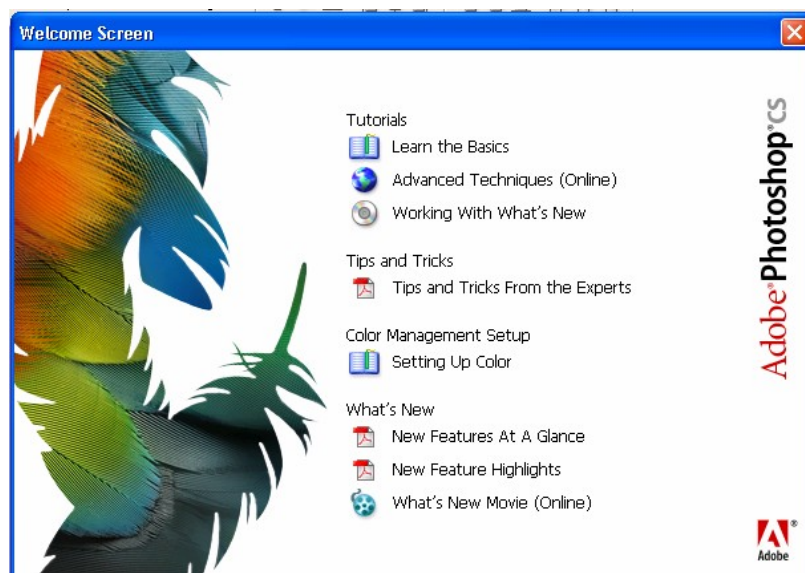 Welcome Screen
Tutorials
Learn the Basics
Advanced Techniques (Online)
Working With What's New
Tips and Tricks
Tips and Tricks From the Experts
Color Management Setup
Setting Up Color
What's New
New Features At A Glance
New Feature Highlights
What's New Movie (Online)
Adobe® Photoshop® CS
Adobe®